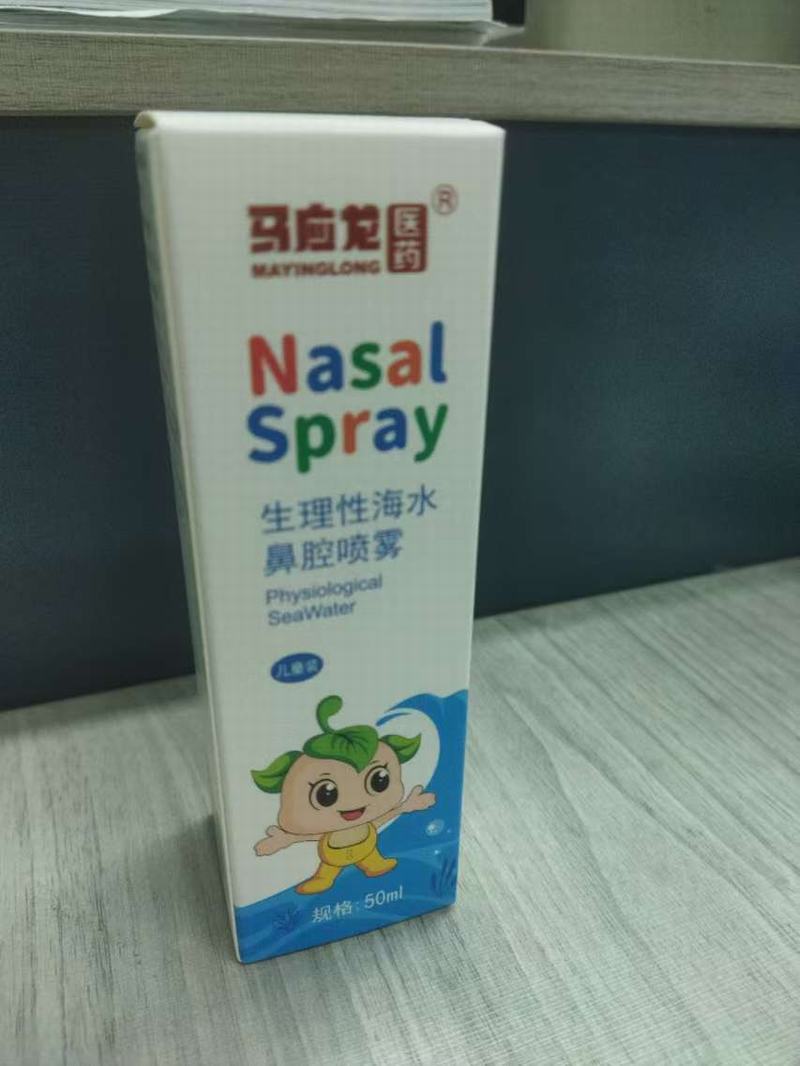 马应龙 医药 ®
MAYINGLONG
Nasal
Spray
生理性海水
鼻腔喷雾
Physiological
SeaWater
儿童装
规格: 50ml